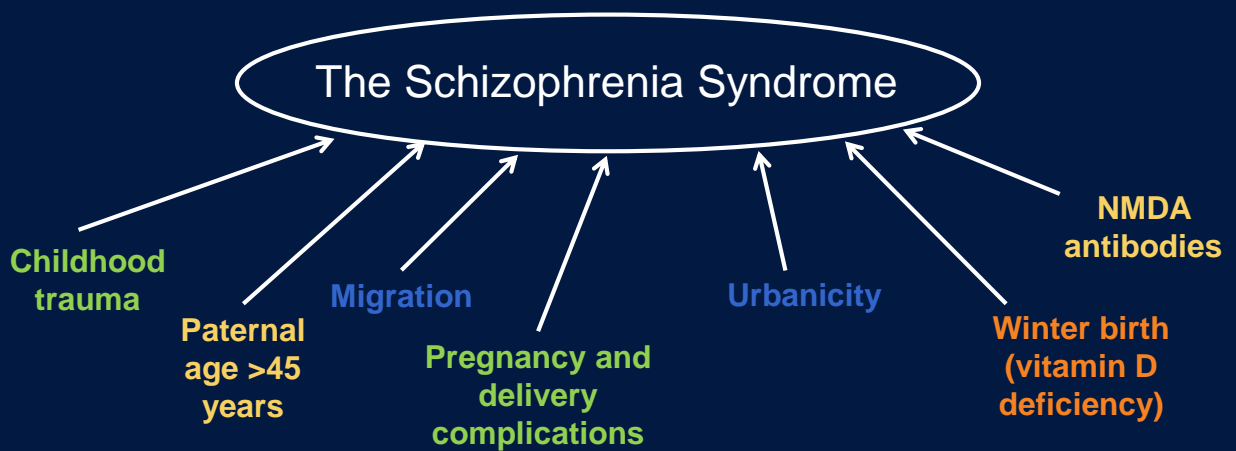 The Schizophrenia Syndrome
Childhood
trauma
Paternal
age >45
years
Migration
Pregnancy and
delivery
complications
Urbanicity
Winter birth
(vitamin D
deficiency)
NMDA
antibodies